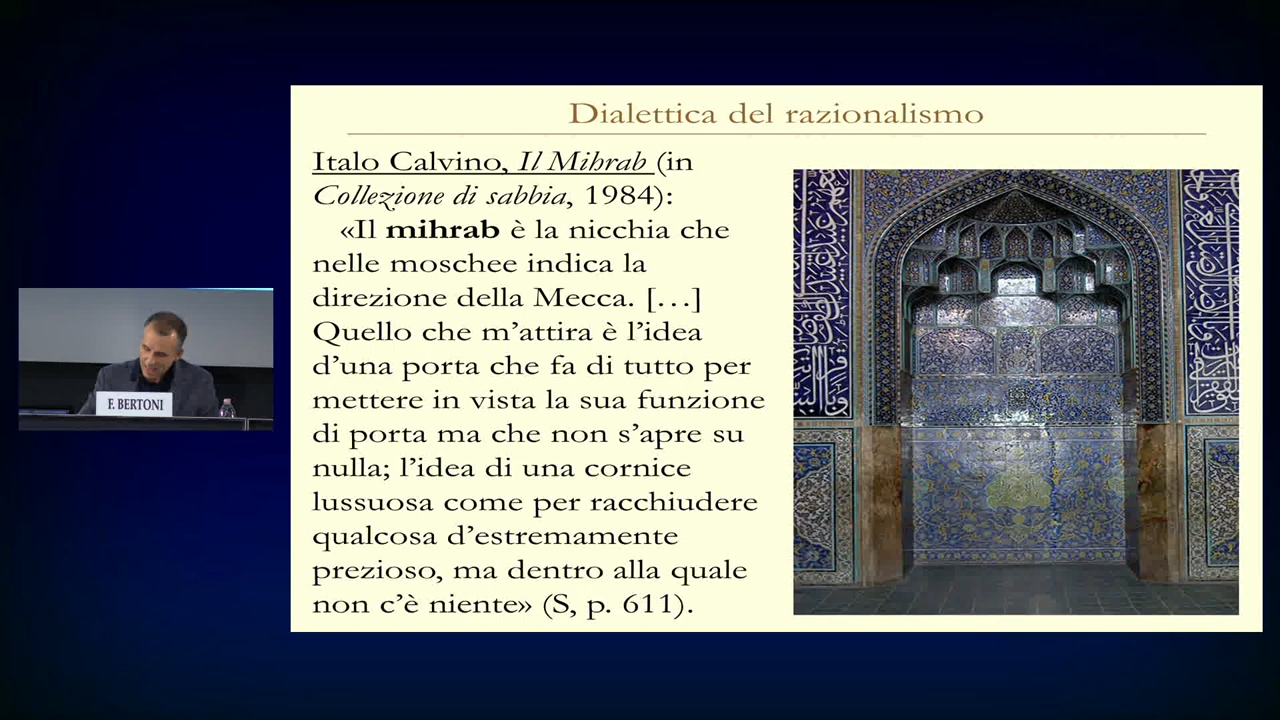 Dialettica del razionalismo
Italo Calvino, Il Mihrab (in
Collezione di sabbia, 1984):
«Il mihrab è la nicchia che
nelle moschee indica la
direzione della Mecca. […]
Quello che m’attira è l’idea
d’una porta che fa di tutto per
mettere in vista la sua funzione
di porta ma che non s’apre su
nulla; l’idea di una cornice
lussuosa come per racchiudere
qualcosa d’estremamente
prezioso, ma dentro alla quale
non c’è niente» (S, p. 611).
F. BERTONI